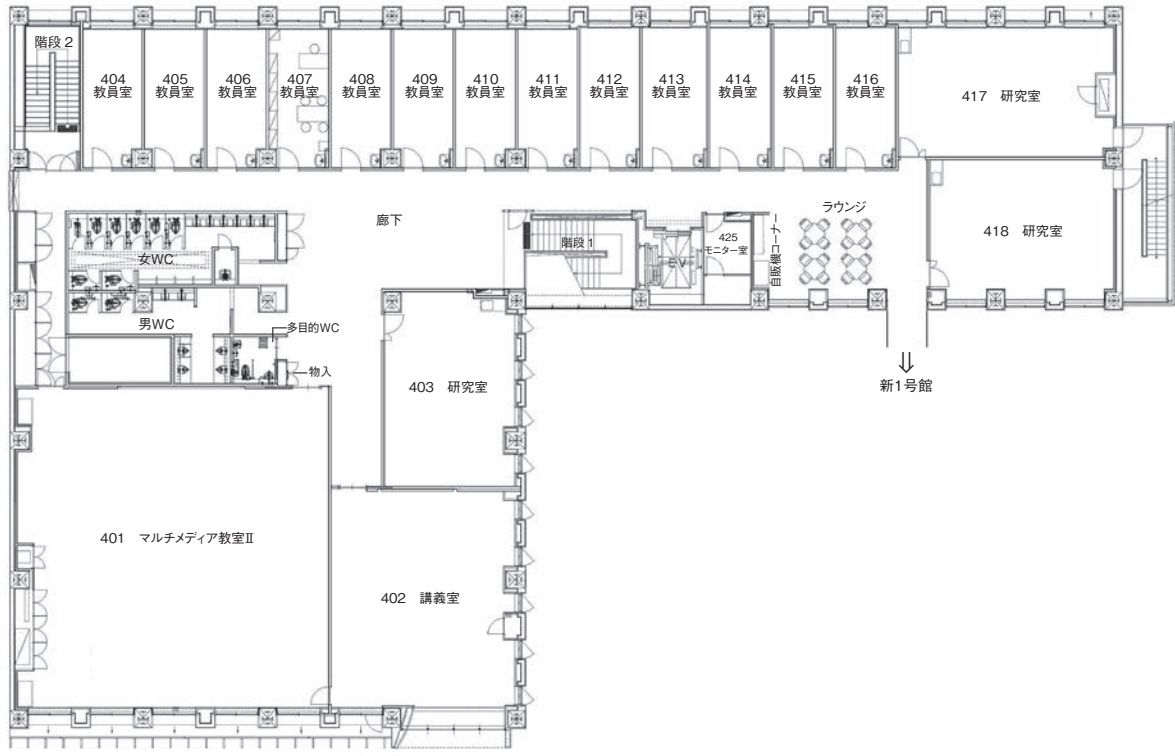 階段2
404
教員室
405
教員室
406
教員室
407
教員室
408
教員室
409
教員室
410
教員室
411
教員室
412
教員室
413
教員室
414
教員室
415
教員室
416
教員室
417 研究室
418 研究室
廊下
ラウンジ
階段1
EV
425
モニター室
自販機コーナー
女WC
男WC
多目的WC
物入
403 研究室
新1号館
401 マルチメディア教室Ⅱ
402 講義室